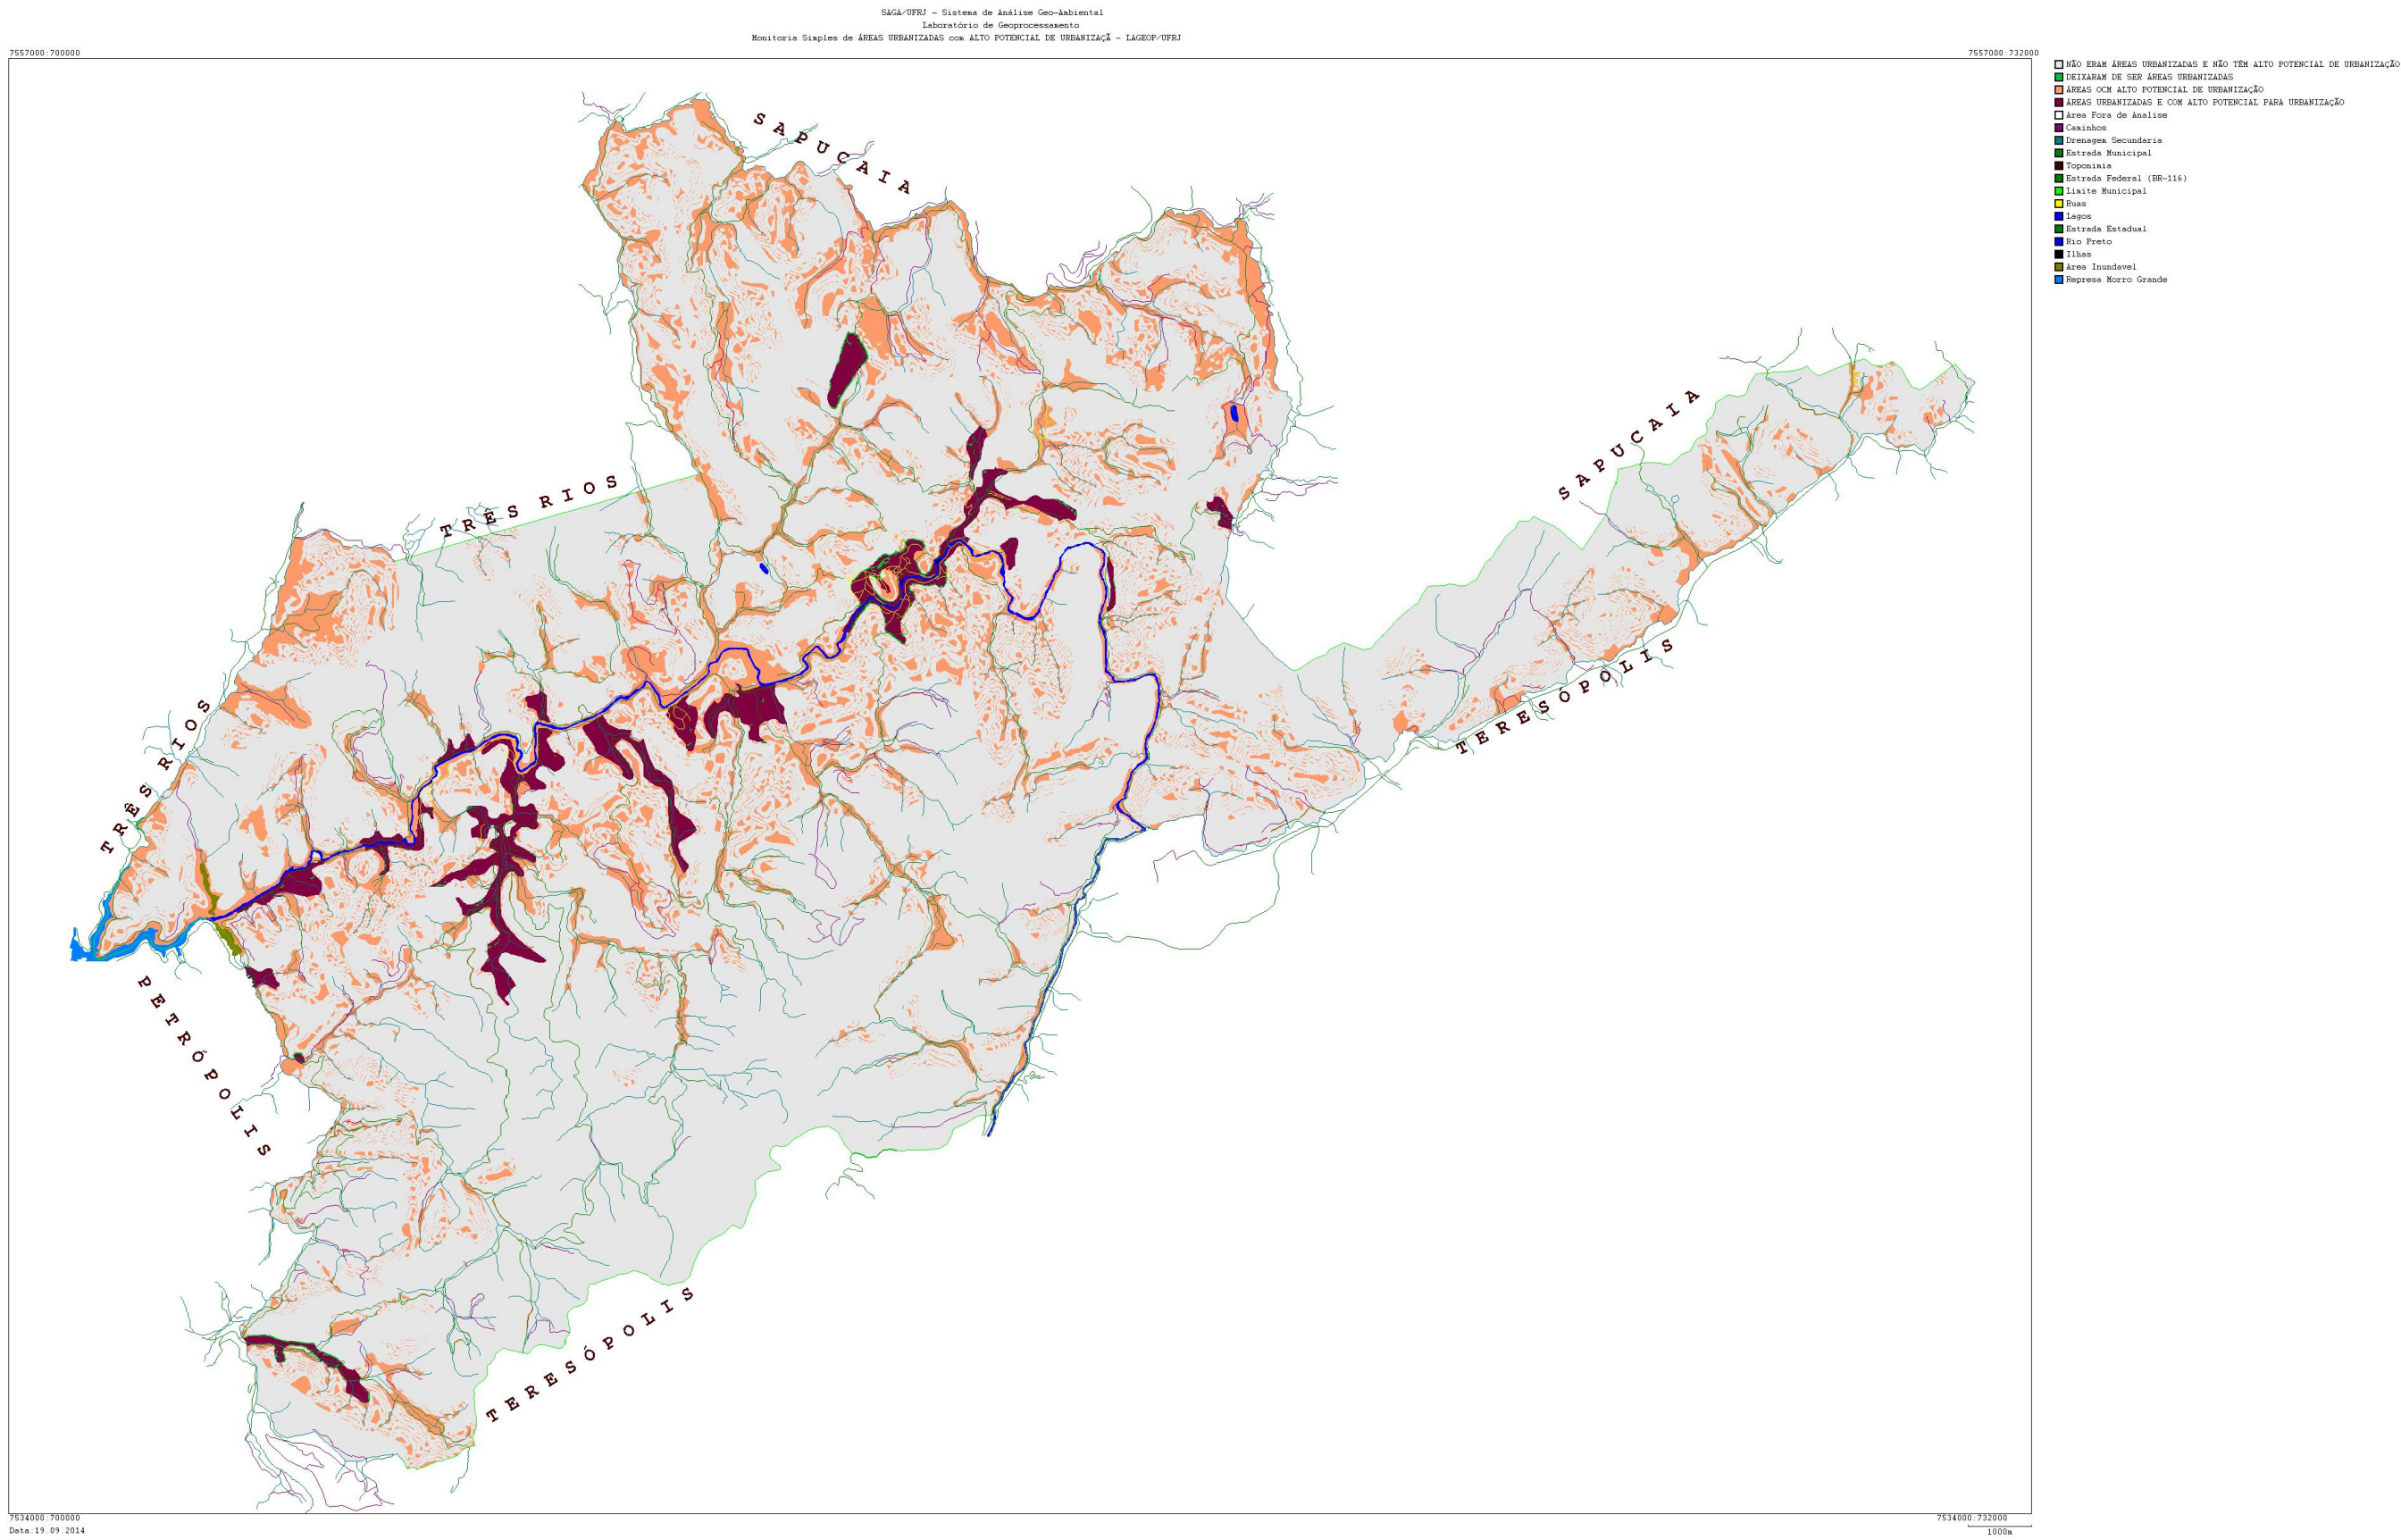 SAGA/UFRJ - Sistema de Análise Geo-Ambiental
Laboratório de Geoprocessamento
Monitoria Simples de ÁREAS URBANIZADAS com ALTO POTENCIAL DE URBANIZAÇÃ - LAGEOP/UFRJ
7557000:700000
7557000:732000
NÃO ERAM ÁREAS URBANIZADAS E NÃO TÊM ALTO POTENCIAL DE URBANIZAÇÃO
DEIXARAM DE SER ÁREAS URBANIZADAS
ÁREAS OCM ALTO POTENCIAL DE URBANIZAÇÃO
ÁREAS URBANIZADAS E COM ALTO POTENCIAL PARA URBANIZAÇÃO
Area Fora de Analise
Caminhos
Drenagem Secundaria
Estrada Municipal
Toponimia
Estrada Federal (BR-116)
Limite Municipal
Ruas
Lagos
Estrada Estadual
Rio Preto
Ilhas
Area Inundavel
Represa Morro Grande
SAPUCAIA
SAPUCAIA
TRÊS RIOS
TERESÓPOLIS
TRÊS RIOS
PETRÓPOLIS
TERESÓPOLIS
7534000:700000
7534000:732000
Data:19.09.2014
1000m